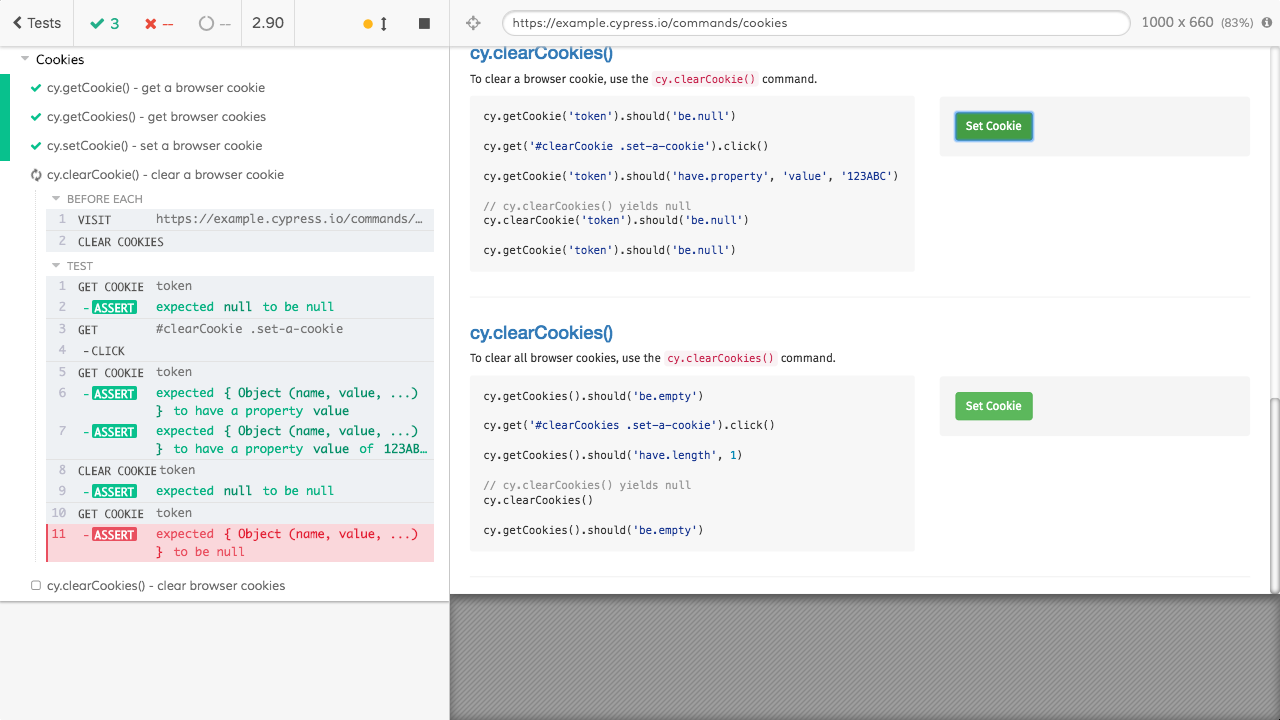 Tests
3
--
--
2.90
https://example.cypress.io/commands/cookies
1000 x 660 (83%)
Cookies
cy.getCookie() - get a browser cookie
cy.getCookies() - get browser cookies
cy.setCookie() - set a browser cookie
cy.clearCookie() - clear a browser cookie
BEFORE EACH
1 VISIT https://example.cypress.io/commands/…
2 CLEAR COOKIES
TEST
1 GET COOKIE token
2 -ASSERT expected null to be null
3 GET #clearCookie .set-a-cookie
4 -CLICK
5 GET COOKIE token
6 -ASSERT expected { Object (name, value, ...)
} to have a property value
7 -ASSERT expected { Object (name, value, ...)
} to have a property value of 123AB…
8 CLEAR COOKIE token
9 -ASSERT expected null to be null
10 GET COOKIE token
11 -ASSERT expected { Object (name, value, ...)
} to be null
cy.clearCookies() - clear browser cookies
cy.clearCookies()
To clear a browser cookie, use the cy.clearCookie() command.
cy.getCookie('token').should('be.null')
cy.get('#clearCookie .set-a-cookie').click()
cy.getCookie('token').should('have.property', 'value', '123ABC')
// cy.clearCookies() yields null
cy.clearCookie('token').should('be.null')
cy.getCookie('token').should('be.null')
Set Cookie
cy.clearCookies()
To clear all browser cookies, use the cy.clearCookies() command.
cy.getCookies().should('be.empty')
cy.get('#clearCookies .set-a-cookie').click()
cy.getCookies().should('have.length', 1)
// cy.clearCookies() yields null
cy.clearCookies()
cy.getCookies().should('be.empty')
Set Cookie